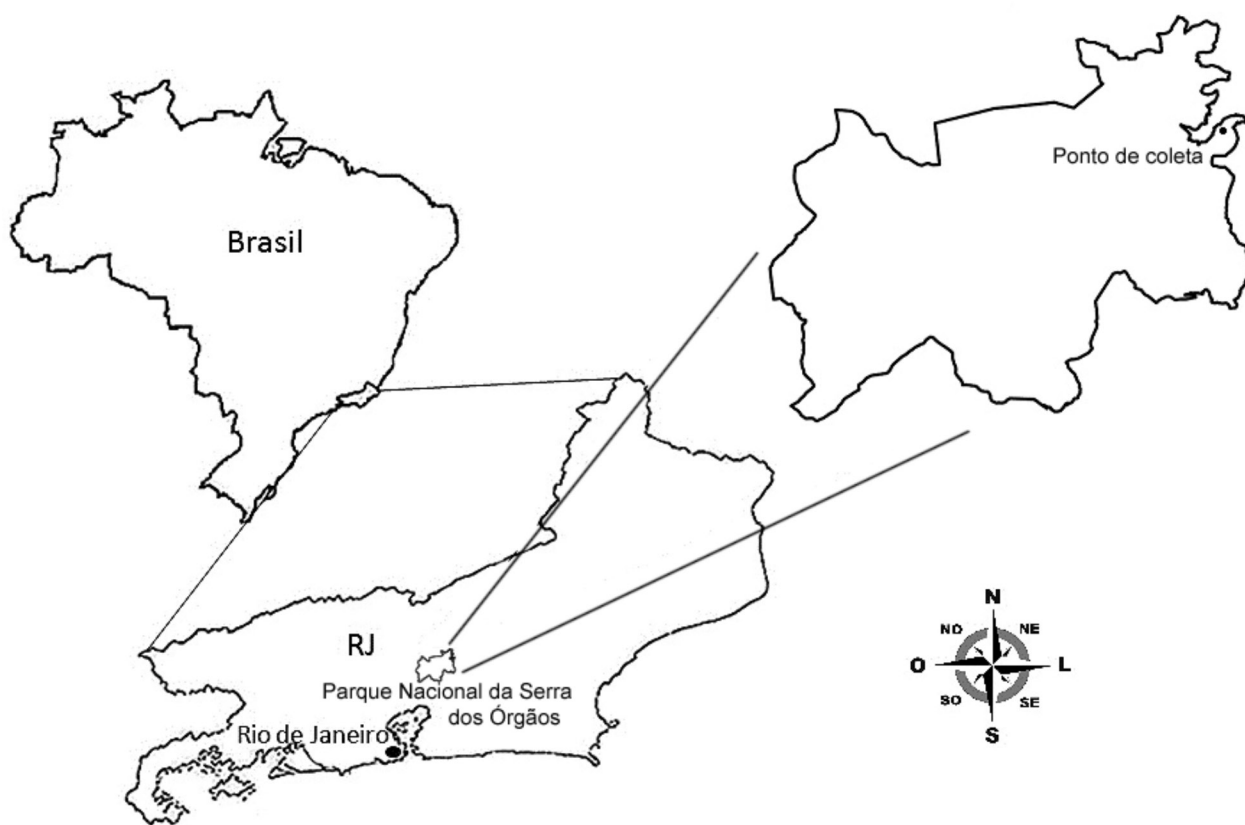 Ponto de coleta
Brasil
RJ
Parque Nacional da Serra
dos Órgãos
Rio de Janeiro
N
NO
NE
O
L
SO
SE
S